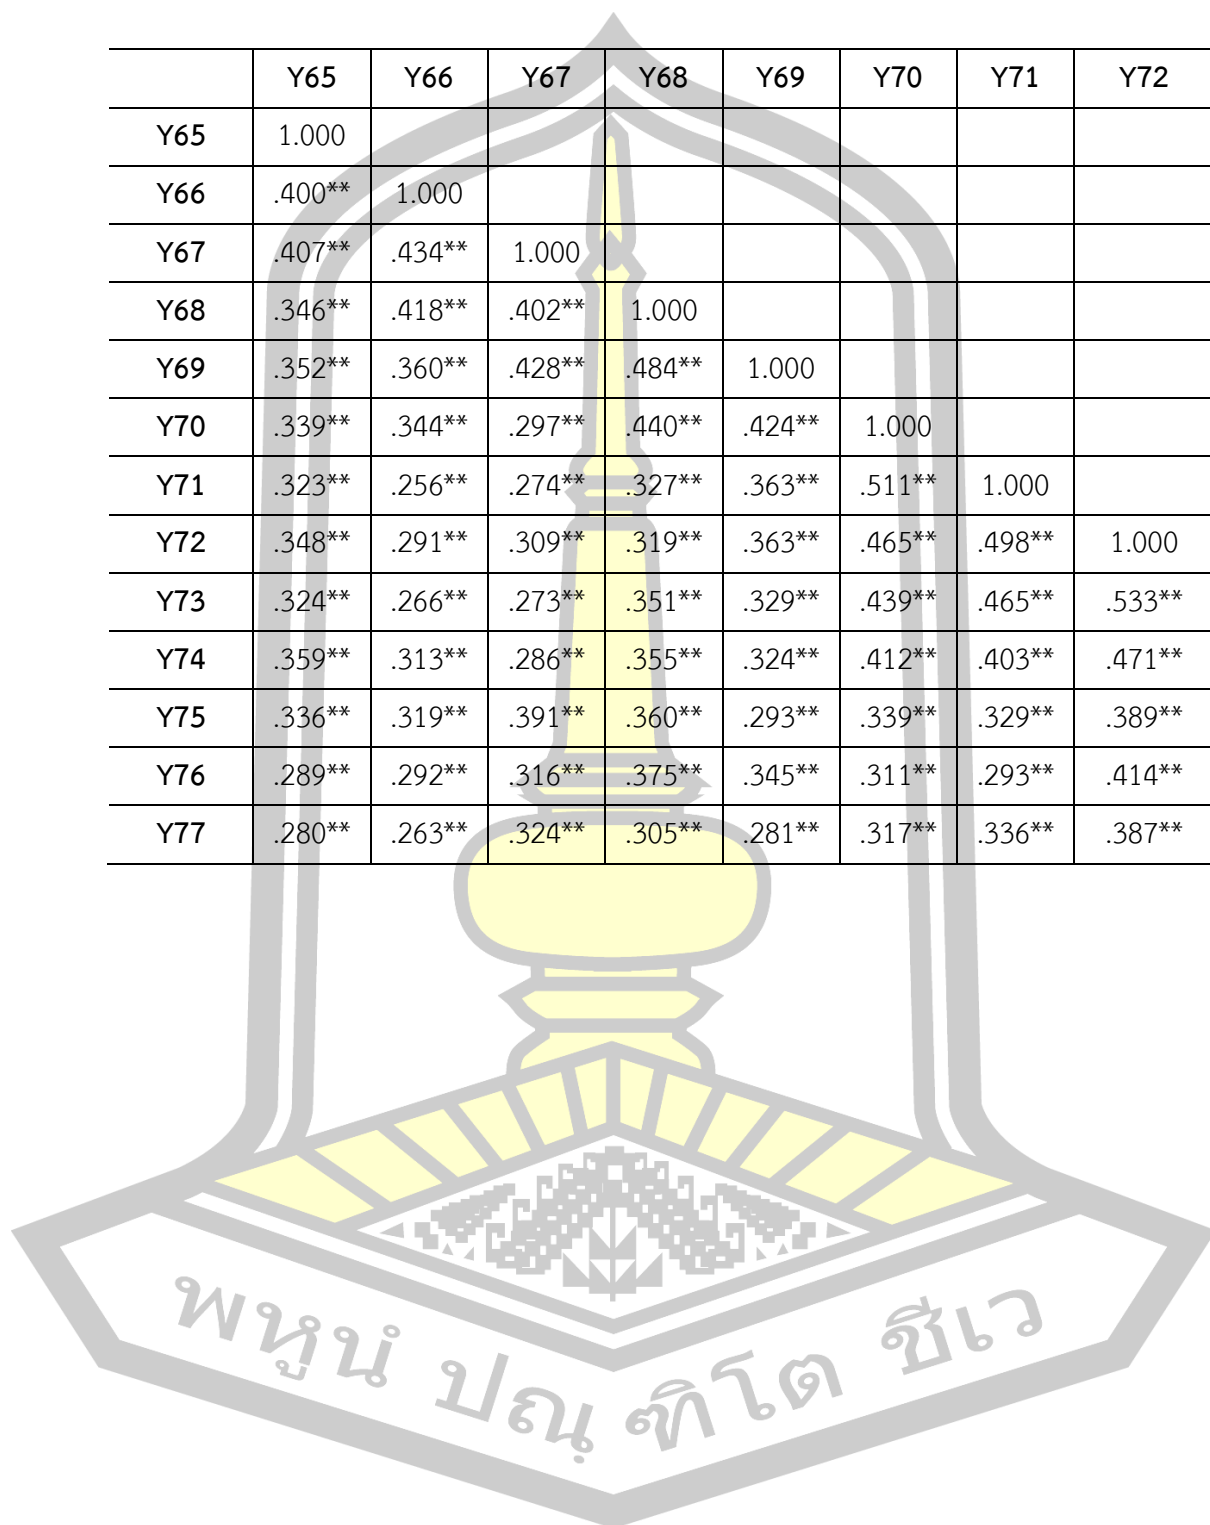 Y65 Y66 Y67 Y68 Y69 Y70 Y71 Y72
Y65 1.000
Y66 .400** 1.000
Y67 .407** .434** 1.000
Y68 .346** .418** .402** 1.000
Y69 .352** .360** .428** .484** 1.000
Y70 .339** .344** .297** .440** .424** 1.000
Y71 .323** .256** .274** .327** .363** .511** 1.000
Y72 .348** .291** .309** .319** .363** .465** .498** 1.000
Y73 .324** .266** .273** .351** .329** .439** .465** .533**
Y74 .359** .313** .286** .355** .324** .412** .403** .471**
Y75 .336** .319** .391** .360** .293** .339** .329** .389**
Y76 .289** .292** .316** .375** .345** .311** .293** .414**
Y77 .280** .263** .324** .305** .281** .317** .336** .387**
พหูนํ ปณฺฑิโต ชีเว